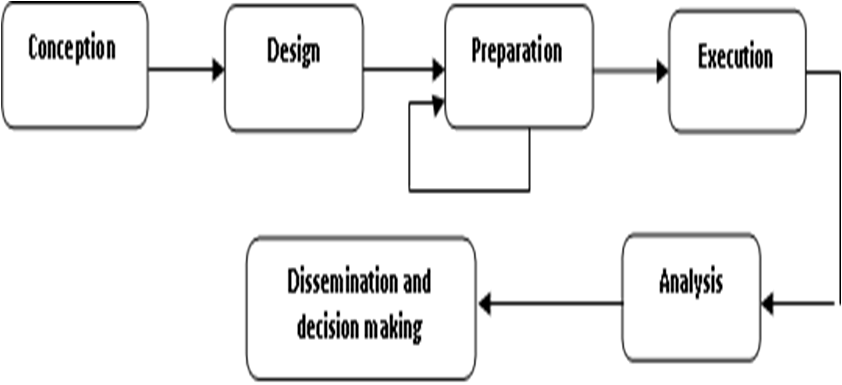 Conception
Design
Preparation
Execution
Dissemination and
decision making
Analysis